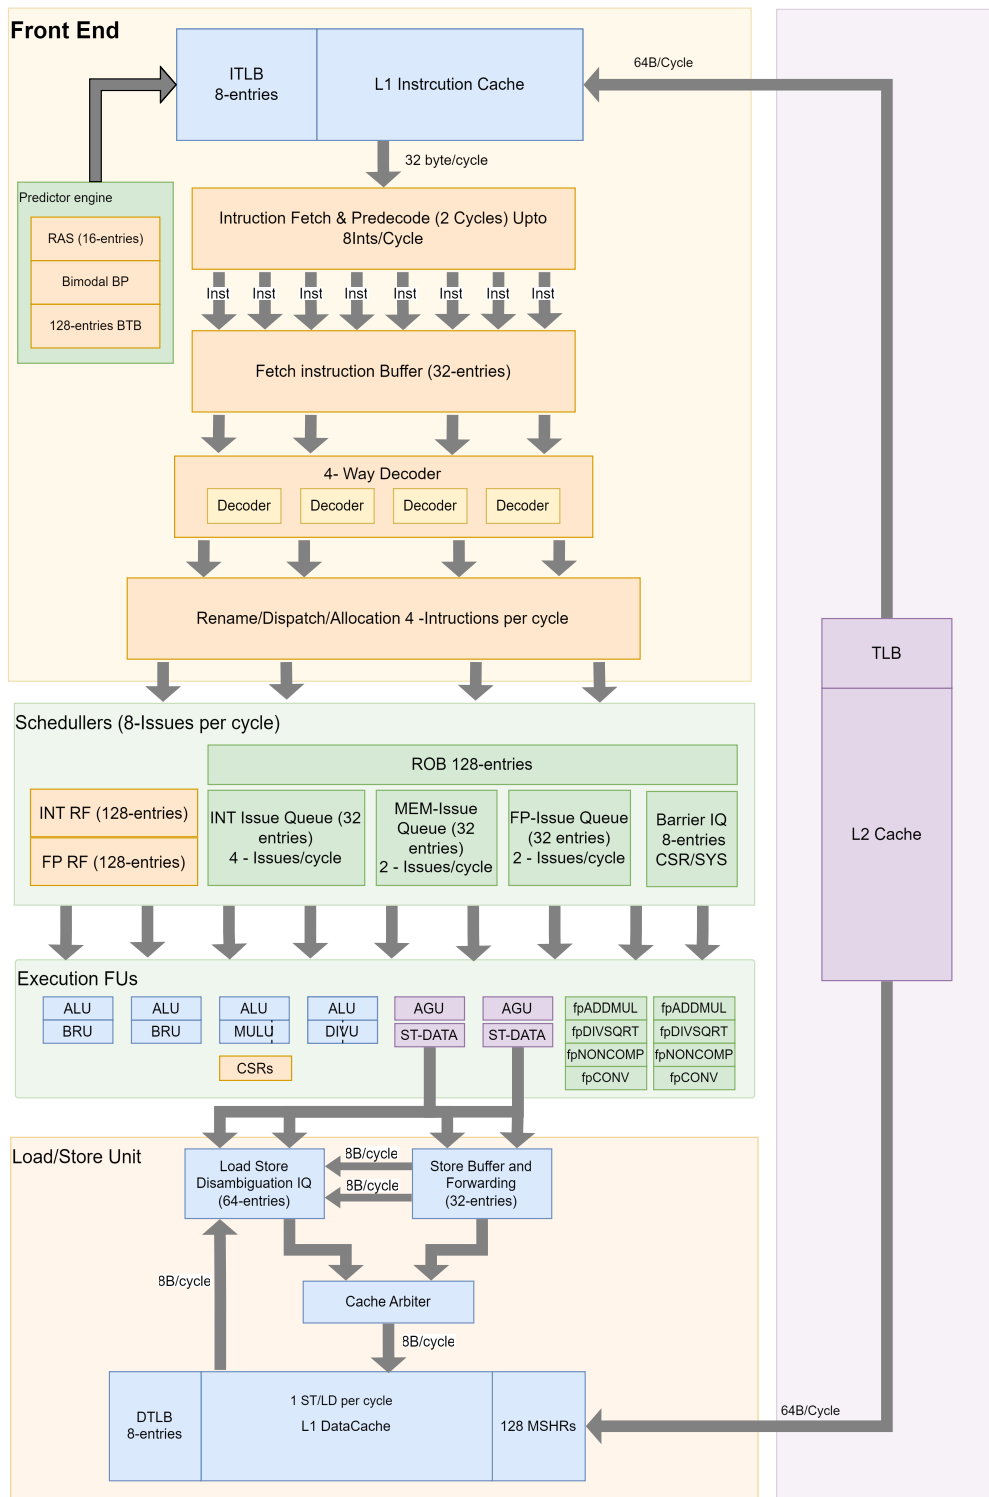 Front End
ITLB
8-entries
L1 Instrcution Cache
64B/Cycle
32 byte/cycle
Predictor engine
RAS (16-entries)
Bimodal BP
128-entries BTB
Intruction Fetch & Predecode (2 Cycles) Upto
8Ints/Cycle
Inst Inst Inst Inst Inst Inst Inst Inst
Fetch instruction Buffer (32-entries)
4- Way Decoder
Decoder Decoder Decoder Decoder
Rename/Dispatch/Allocation 4 -Intructions per cycle
TLB
L2 Cache
Schedullers (8-Issues per cycle)
ROB 128-entries
INT RF (128-entries)
FP RF (128-entries)
INT Issue Queue (32
entries)
4 - Issues/cycle
MEM-Issue
Queue (32
entries)
2 - Issues/cycle
FP-Issue Queue
(32 entries)
2 - Issues/cycle
Barrier IQ
8-entries
CSR/SYS
Execution FUs
ALU
BRU
ALU
BRU
ALU
MULU
ALU
DIVU
AGU
ST-DATA
AGU
ST-DATA
fpADDMUL
fpDIVSQRT
fpNONCOMP
fpCONV
fpADDMUL
fpDIVSQRT
fpNONCOMP
fpCONV
CSRs
Load/Store Unit
Load Store
Disambiguation IQ
(64-entries)
8B/cycle
8B/cycle
Store Buffer and
Forwarding
(32-entries)
8B/cycle
Cache Arbiter
8B/cycle
DTLB
8-entries
1 ST/LD per cycle
L1 DataCache
128 MSHRs
64B/Cycle